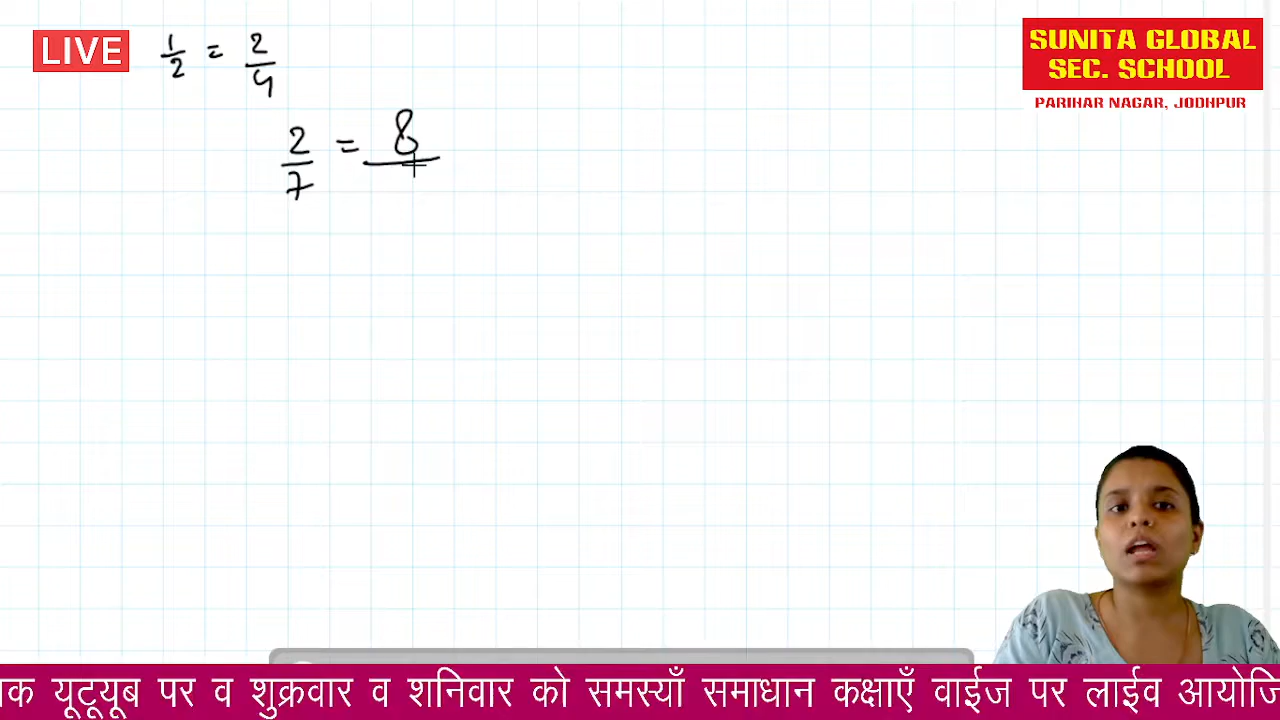 LIVE
1/2 = 2/4
2/7 = 8/
SUNITA GLOBAL
SEC. SCHOOL
PARIHAR NAGAR, JODHPUR
यूटूयूब पर व शुक्रवार व शनिवार को समस्याँ समाधान कक्षाएँ वाईज पर लाईव